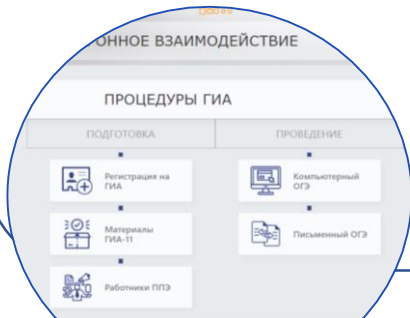 ОННОЕ ВЗАИМОДЕЙСТВИЕ
ПРОЦЕДУРЫ ГИА
ПОДГОТОВКА
ПРОВЕДЕНИЕ
Регистрация на
ГИА
Компьютерный
ОГЭ
Материалы
ГИА-11
Письменный ОГЭ
Работники ППЭ